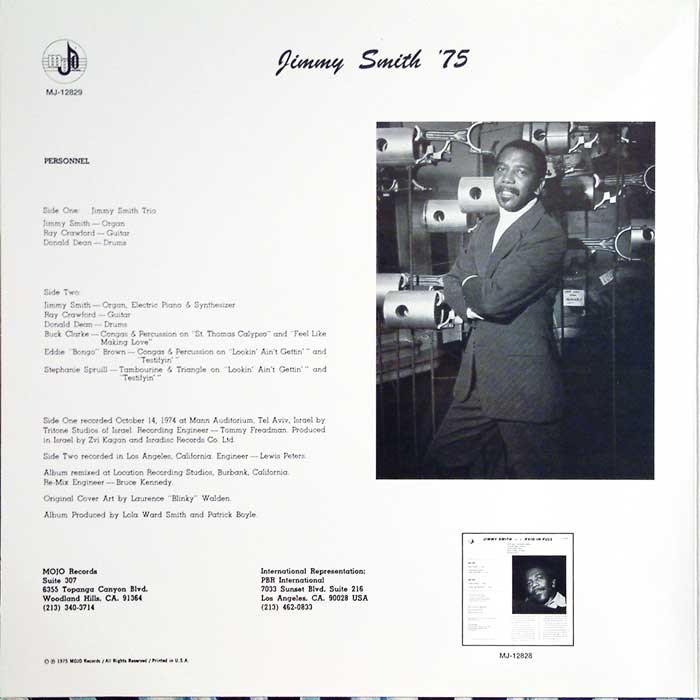 mojo
Jimmy Smith '75
MJ-12829
PERSONNEL
Side One: Jimmy Smith Trio
Jimmy Smith — Organ
Ray Crawford — Guitar
Donald Dean — Drums
Side Two:
Jimmy Smith — Organ, Electric Piano & Synthesizer
Ray Crawford — Guitar
Donald Dean — Drums
Buck Clarke — Congas & Percussion on "St. Thomas Calypso" and "Feel Like
Making Love"
Eddie "Bongo" Brown — Congas & Percussion on "Lookin' Ain't Gettin' " and
"Testifyin' "
Stephanie Spruill — Tambourine & Triangle on "Lookin' Ain't Gettin' " and
"Testifyin' "
Side One recorded October 14, 1974 at Mann Auditorium, Tel Aviv, Israel by
Tritone Studios of Israel. Recording Engineer — Tommy Freadman. Produced
in Israel by Zvi Kagan and Isradisc Records Co. Ltd.
Side Two recorded in Los Angeles, California. Engineer — Lewis Peters.
Album remixed at Location Recording Studios, Burbank, California.
Re-Mix Engineer — Bruce Kennedy.
Original Cover Art by Laurence "Blinky" Walden.
Album Produced by Lola Ward Smith and Patrick Boyle.
MOJO Records
Suite 307
6355 Topanga Canyon Blvd.
Woodland Hills, CA. 91364
(213) 340-3714
International Representation:
PBR International
7033 Sunset Blvd. Suite 216
Los Angeles, CA. 90028 USA
(213) 462-0833
JIMMY SMITH - - PAID IN FULL
MJ-12828
© ℗ 1975 MOJO Records / All Rights Reserved / Printed in U.S.A.